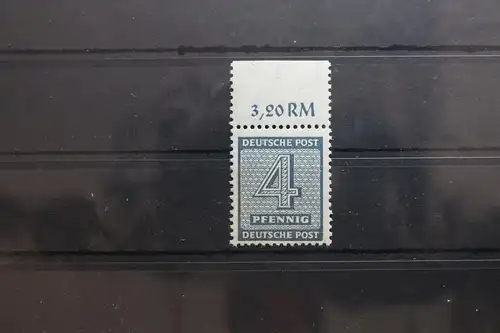 3,20 RM
DEUTSCHE POST
4
PFENNIG
DEUTSCHE POST